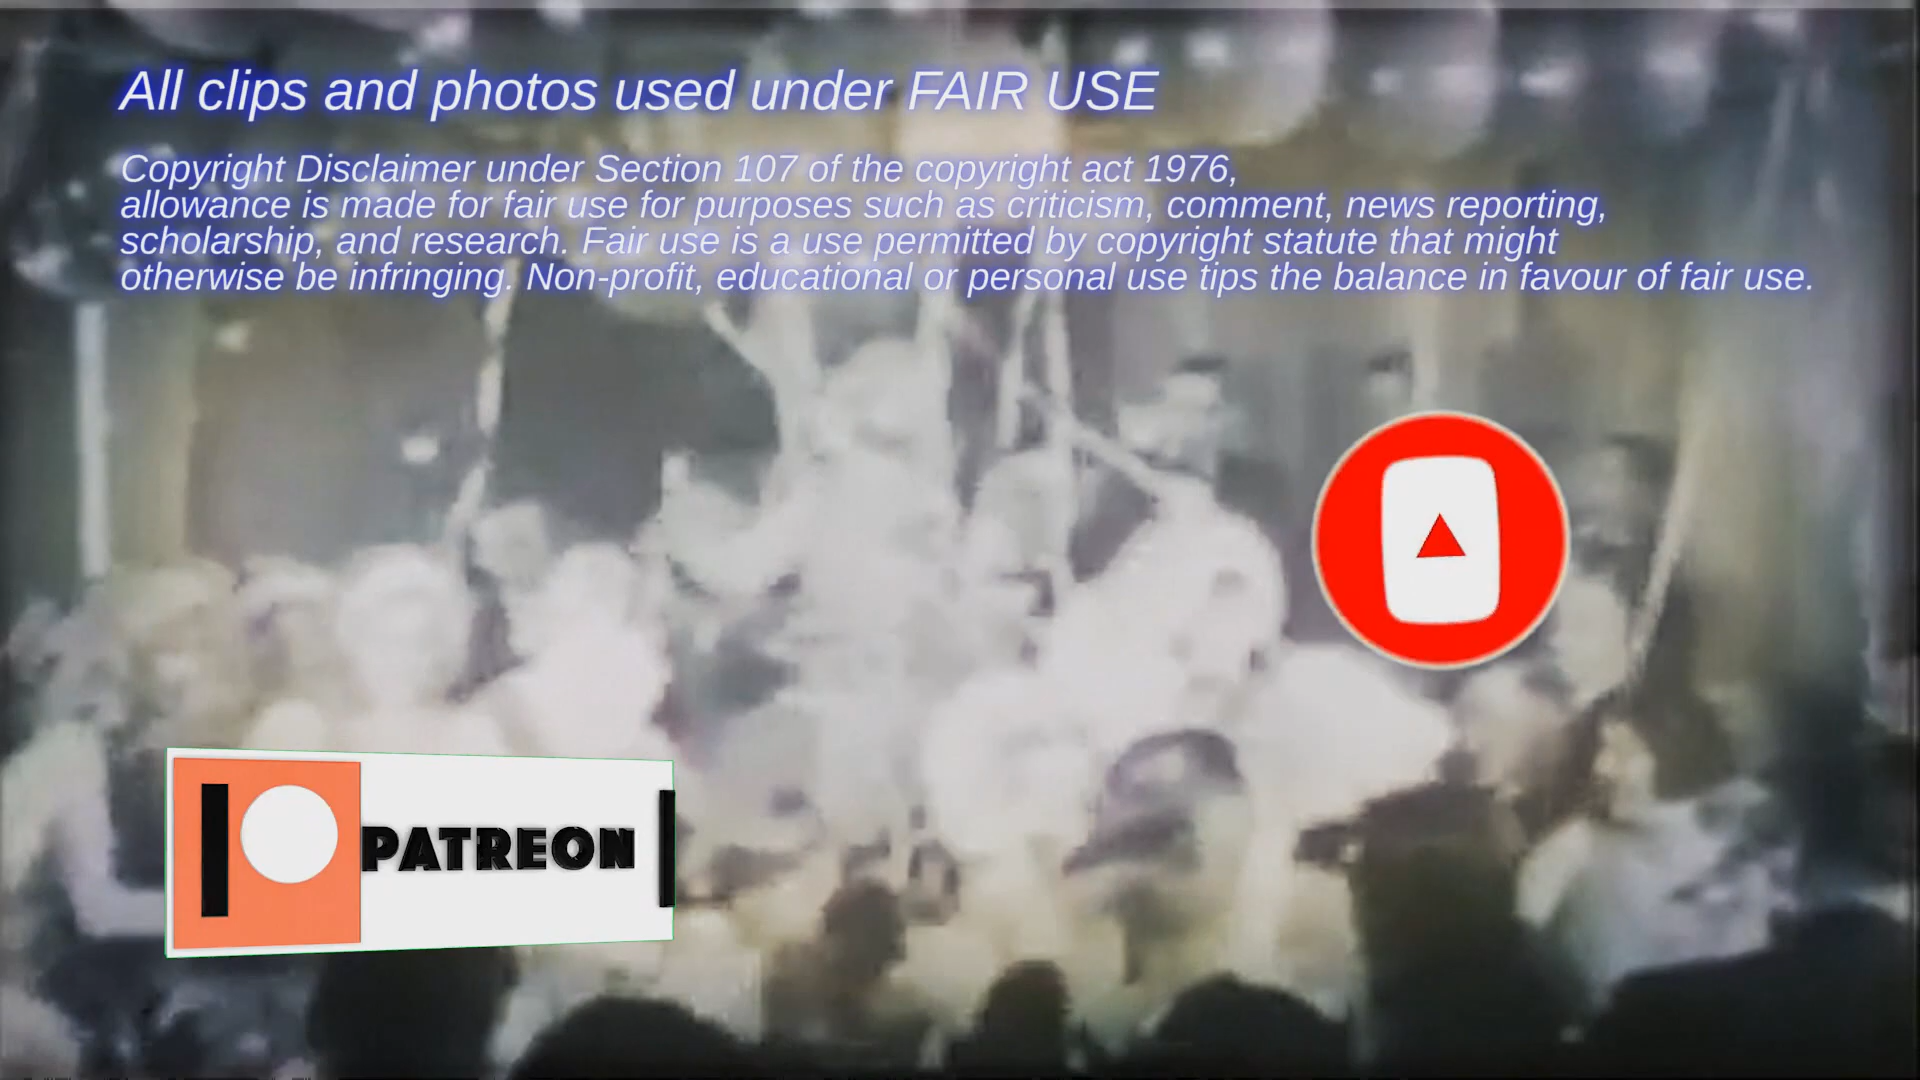 All clips and photos used under FAIR USE
Copyright Disclaimer under Section 107 of the copyright act 1976,
allowance is made for fair use for purposes such as criticism, comment, news reporting,
scholarship, and research. Fair use is a use permitted by copyright statute that might
otherwise be infringing. Non-profit, educational or personal use tips the balance in favour of fair use.
PATREON